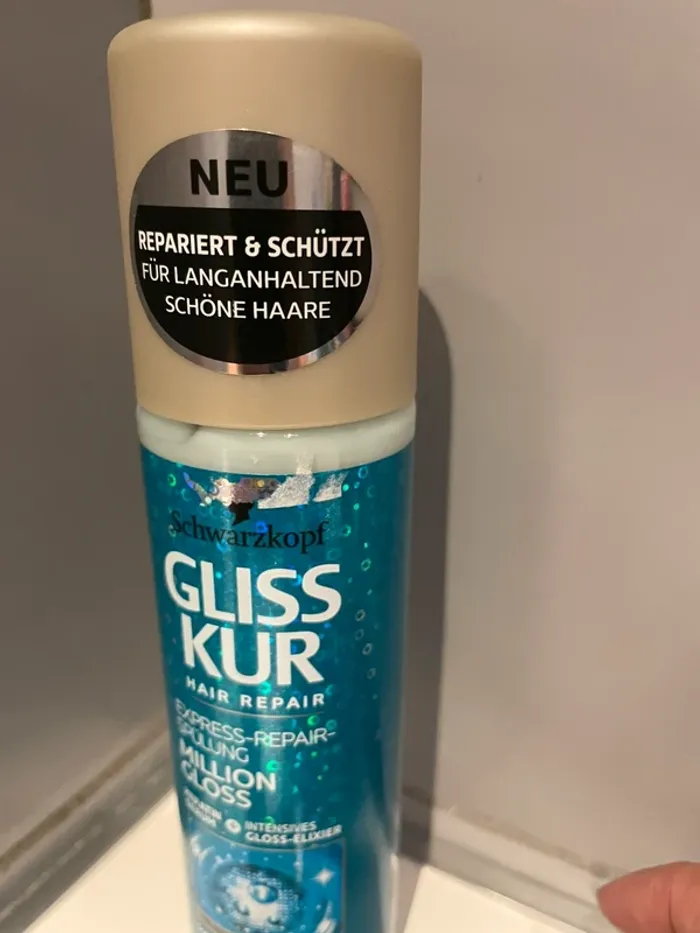 NEU
REPARIERT & SCHÜTZT
FÜR LANGANHALTEND
SCHÖNE HAARE
Schwarzkopf
GLISS
KUR
HAIR REPAIR
EXPRESS-REPAIR-
SPÜLUNG
MILLION
GLOSS
+ INTENSIVES
GLOSS-ELIXIER